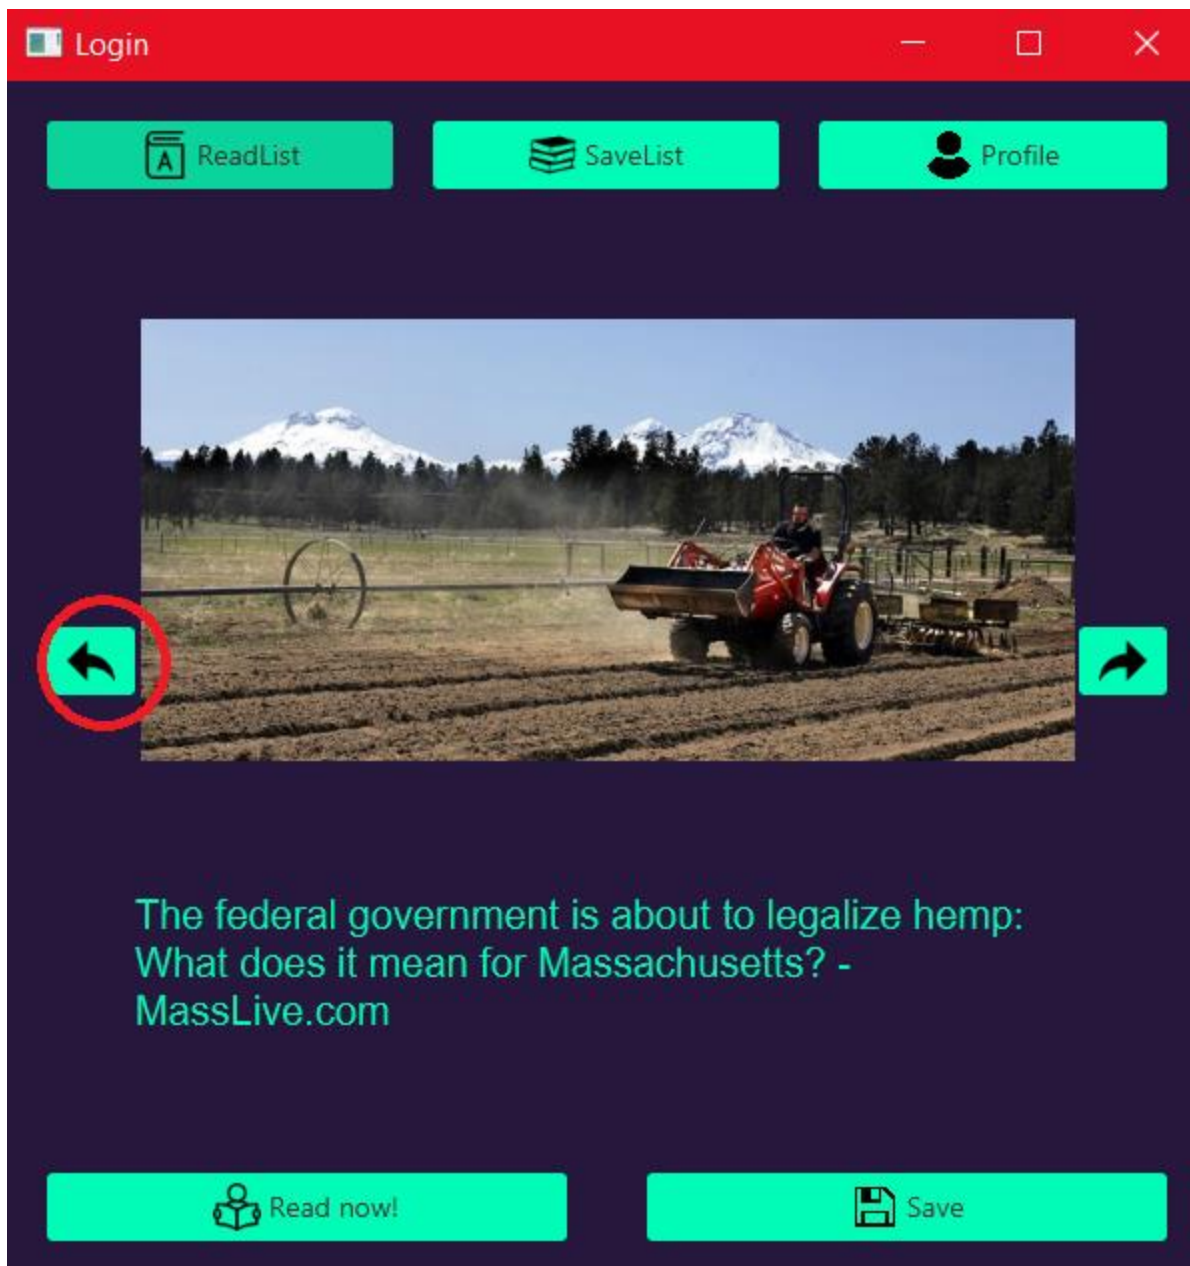 Login
ReadList
SaveList
Profile
The federal government is about to legalize hemp:
What does it mean for Massachusetts? -
MassLive.com
Read now!
Save